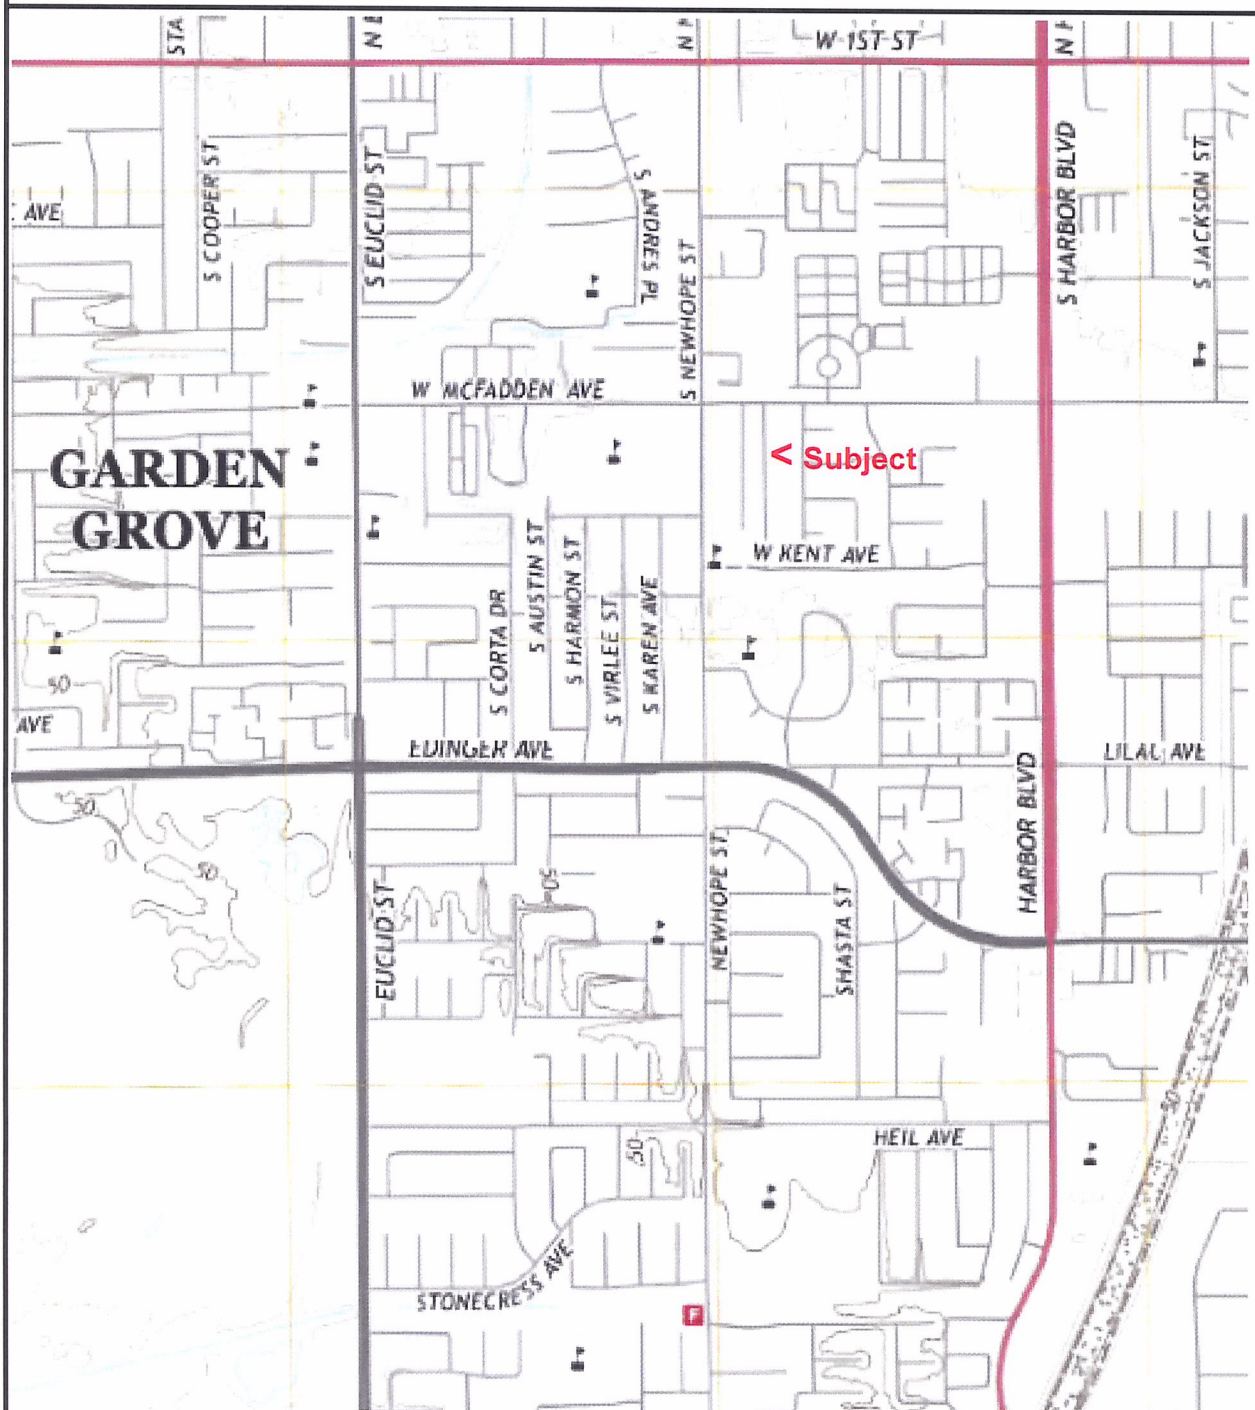 STA
N E
N H
W 1ST ST
N H
S COOPER ST
S EUCLID ST
S ANDRES PL
S NEWHOPE ST
S HARBOR BLVD
S JACKSON ST
AVE
W MCFADDEN AVE
< Subject
GARDEN
GROVE
W KENT AVE
S CORTA DR
S AUSTIN ST
S HARMON ST
S VIRLEE ST
S KAREN AVE
50
AVE
EDINGER AVE
LILAC AVE
HARBOR BLVD
50
50
50
EUCLID ST
NEWHOPE ST
SHASTA ST
50
HEIL AVE
50
STONECRESS AVE
F